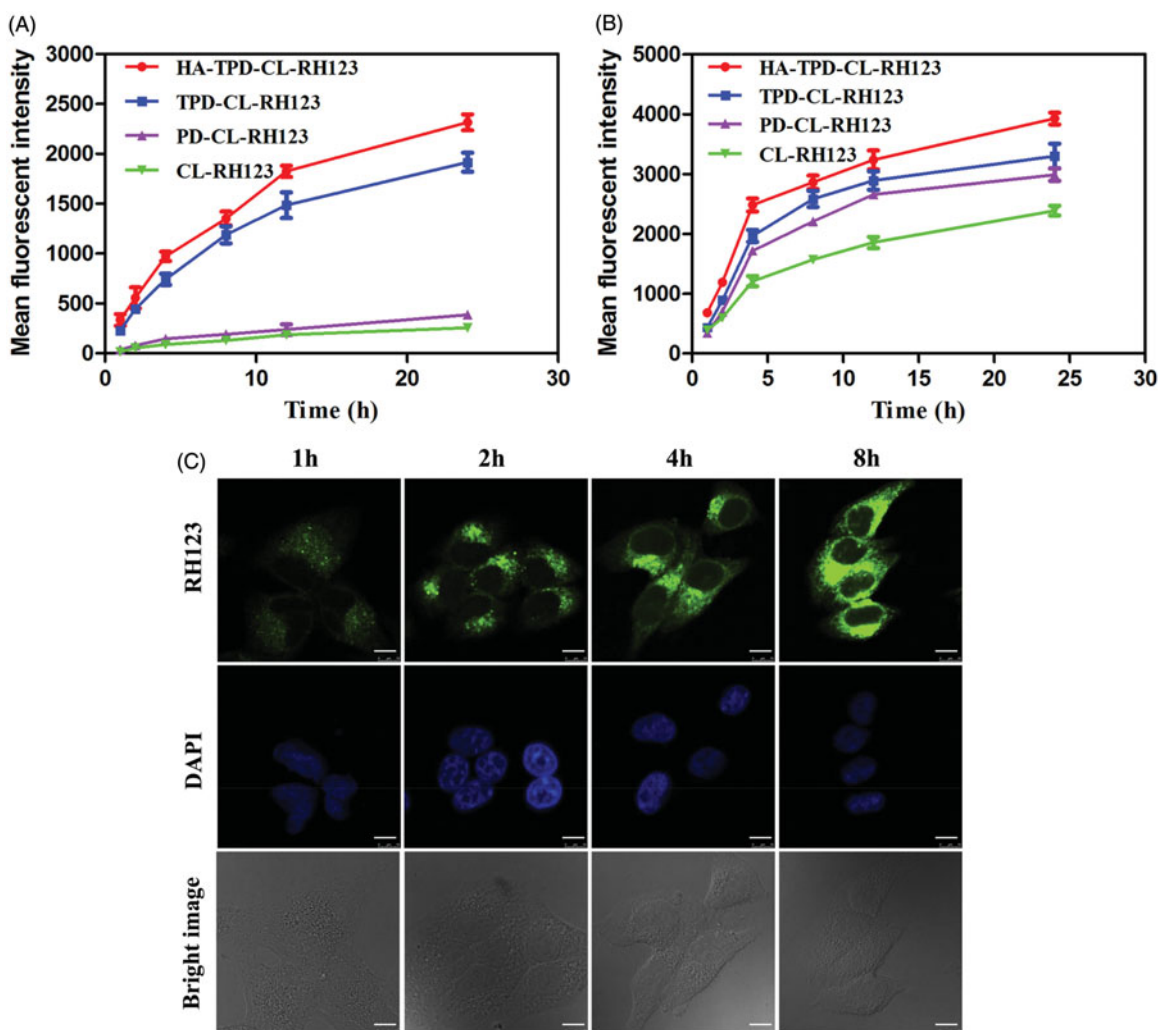 (A)
Mean fluorescent intensity
3000
2500
2000
1500
1000
500
0
HA-TPD-CL-RH123
TPD-CL-RH123
PD-CL-RH123
CL-RH123
0 10 20 30
Time (h)
(B)
Mean fluorescent intensity
5000
4000
3000
2000
1000
0
HA-TPD-CL-RH123
TPD-CL-RH123
PD-CL-RH123
CL-RH123
0 5 10 15 20 25 30
Time (h)
(C)
1h 2h 4h 8h
RH123
DAPI
Bright image